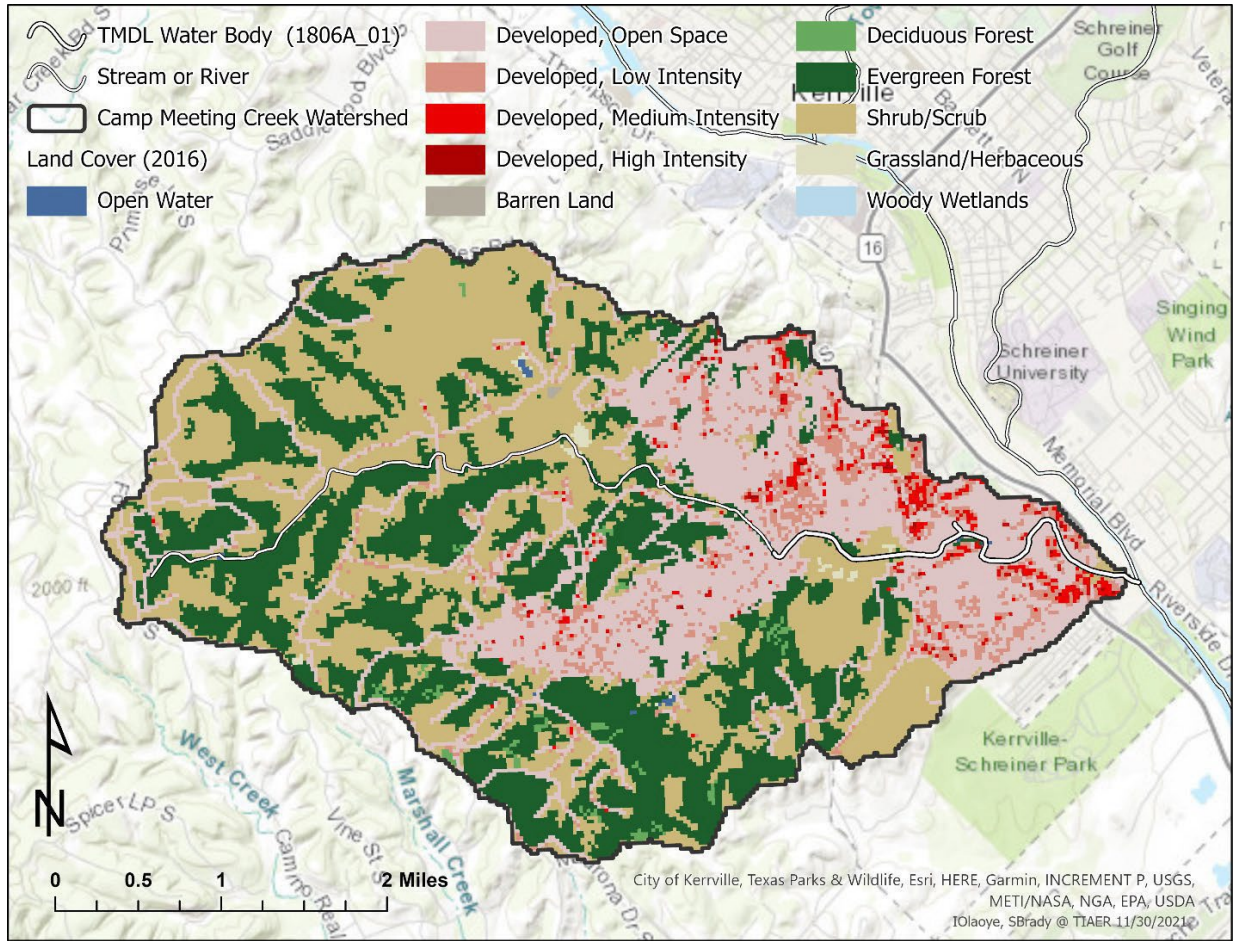 TMDL Water Body (1806A_01)
Stream or River
Camp Meeting Creek Watershed
Land Cover (2016)
Open Water
Developed, Open Space
Developed, Low Intensity
Developed, Medium Intensity
Developed, High Intensity
Barren Land
Deciduous Forest
Evergreen Forest
Shrub/Scrub
Grassland/Herbaceous
Woody Wetlands
Schreiner
Golf
Course
Kerrville
16
Singing
Wind
Park
Schreiner
University
Memorial Blvd
Riverside D
2000 ft
Kerrville-
Schreiner Park
West Creek
Marshall Creek
Spicer LP S
Vine St S
Camino Real
N
0 0.5 1 2 Miles
City of Kerrville, Texas Parks & Wildlife, Esri, HERE, Garmin, INCREMENT P, USGS,
METI/NASA, NGA, EPA, USDA
IOlaoye, SBrady @ TIAER 11/30/2021